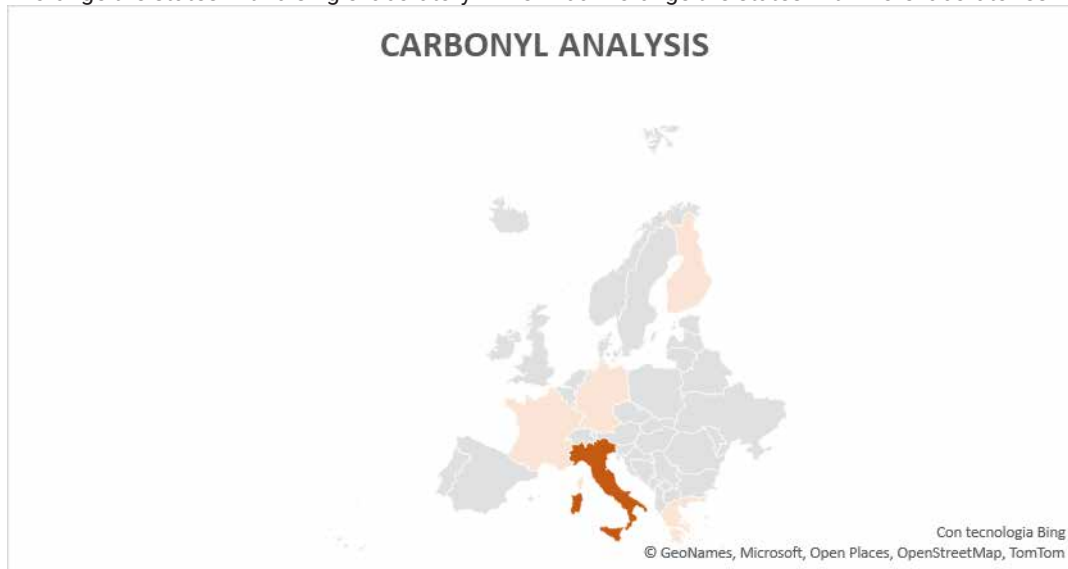 CARBONYL ANALYSIS
Con tecnologia Bing
© GeoNames, Microsoft, Open Places, OpenStreetMap, TomTom